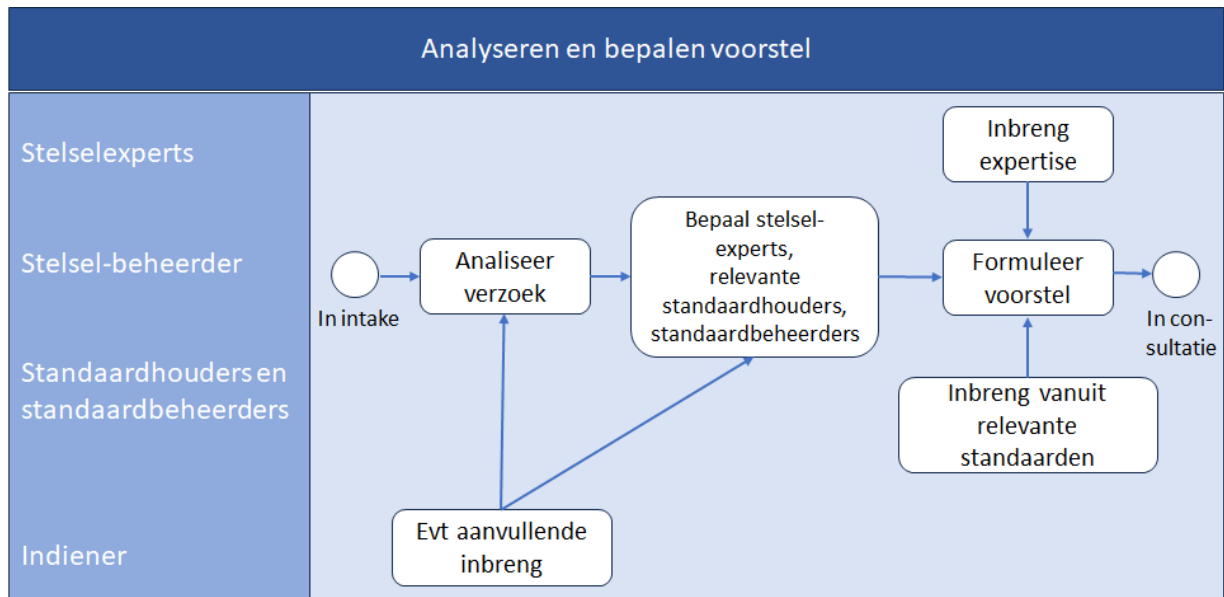 Analyseren en bepalen voorstel
Stelselexperts
Inbreng
expertise
Stelsel-beheerder
In intake
Analiseer
verzoek
Bepaal stelsel-
experts,
relevante
standaardhouders,
standaardbeheerders
Formuleer
voorstel
In con-
sultatie
Standaardhouders en
standaardbeheerders
Inbreng vanuit
relevante
standaarden
Indiener
Evt aanvullende
inbreng